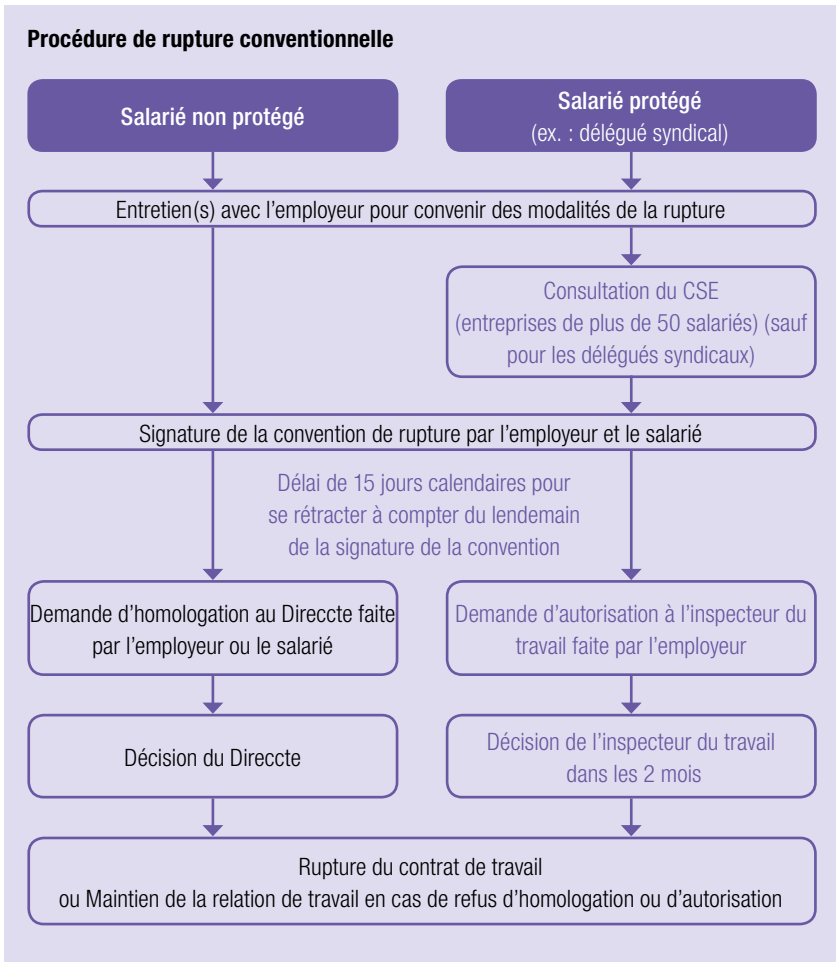 Procédure de rupture conventionnelle
Salarié non protégé
Salarié protégé
(ex. : délégué syndical)
Entretien(s) avec l'employeur pour convenir des modalités de la rupture
Consultation du CSE
(entreprises de plus de 50 salariés) (sauf
pour les délégués syndicaux)
Signature de la convention de rupture par l'employeur et le salarié
Délai de 15 jours calendaires pour
se rétracter à compter du lendemain
de la signature de la convention
Demande d'homologation au Direccte faite
par l'employeur ou le salarié
Demande d'autorisation à l'inspecteur du
travail faite par l'employeur
Décision du Direccte
Décision de l'inspecteur du travail
dans les 2 mois
Rupture du contrat de travail
ou Maintien de la relation de travail en cas de refus d'homologation ou d'autorisation